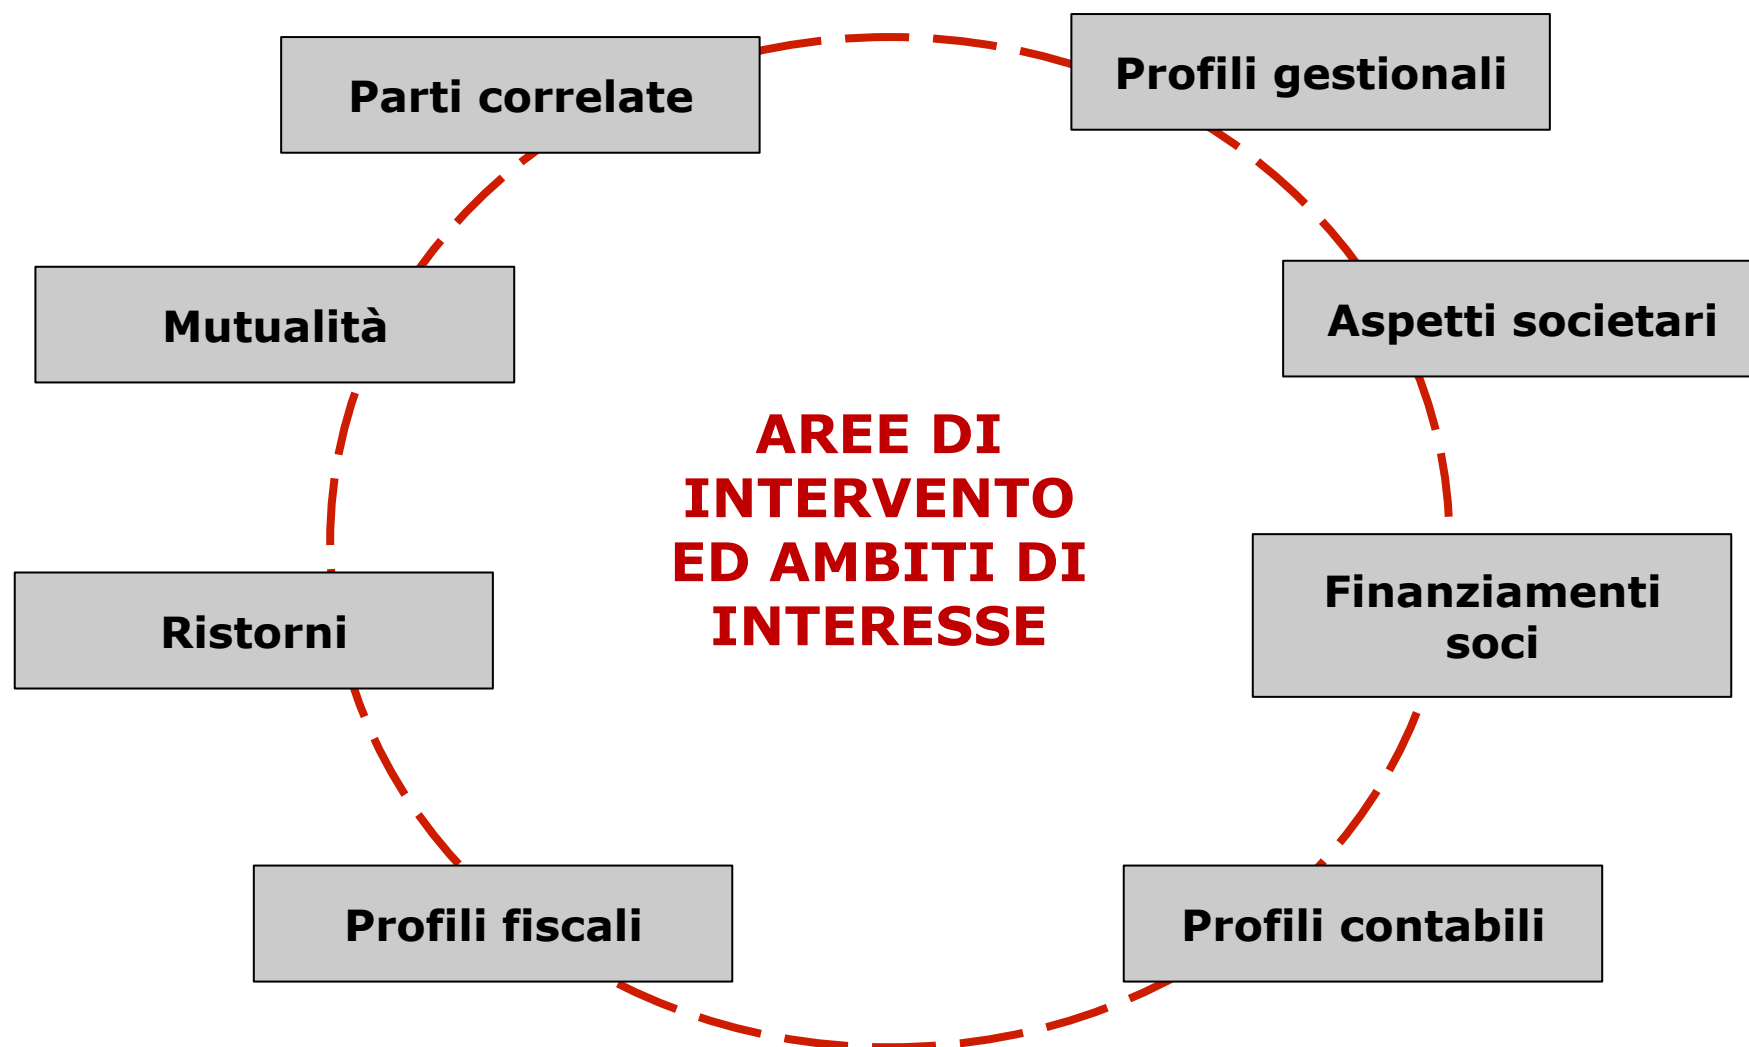 Parti correlate
Profili gestionali
Mutualità
Aspetti societari
AREE DI
INTERVENTO
ED AMBITI DI
INTERESSE
Ristorni
Finanziamenti
soci
Profili fiscali
Profili contabili